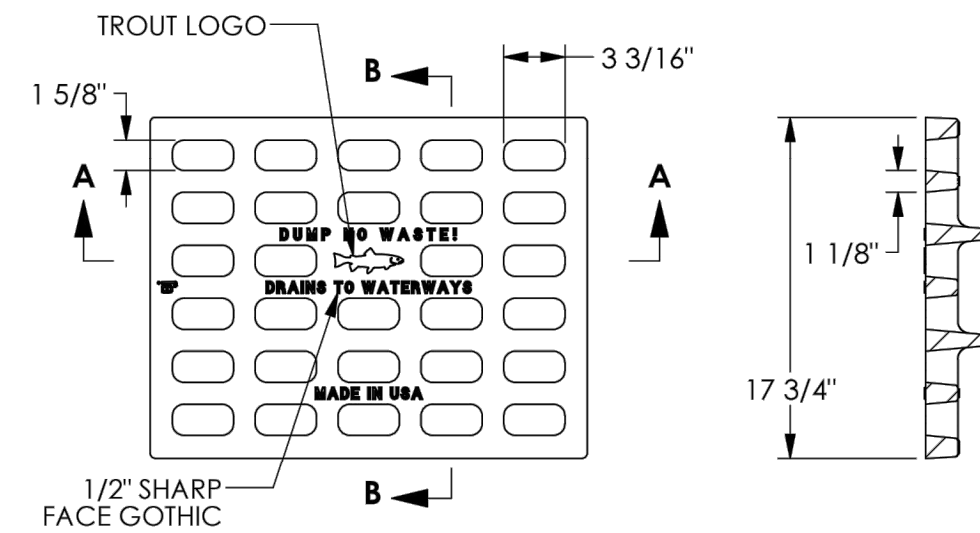 TROUT LOGO
B
3 3/16"
1 5/8"
A
A
DUMP NO WASTE!
1 1/8"
DRAINS TO WATERWAYS
17 3/4"
MADE IN USA
1/2" SHARP
FACE GOTHIC
B